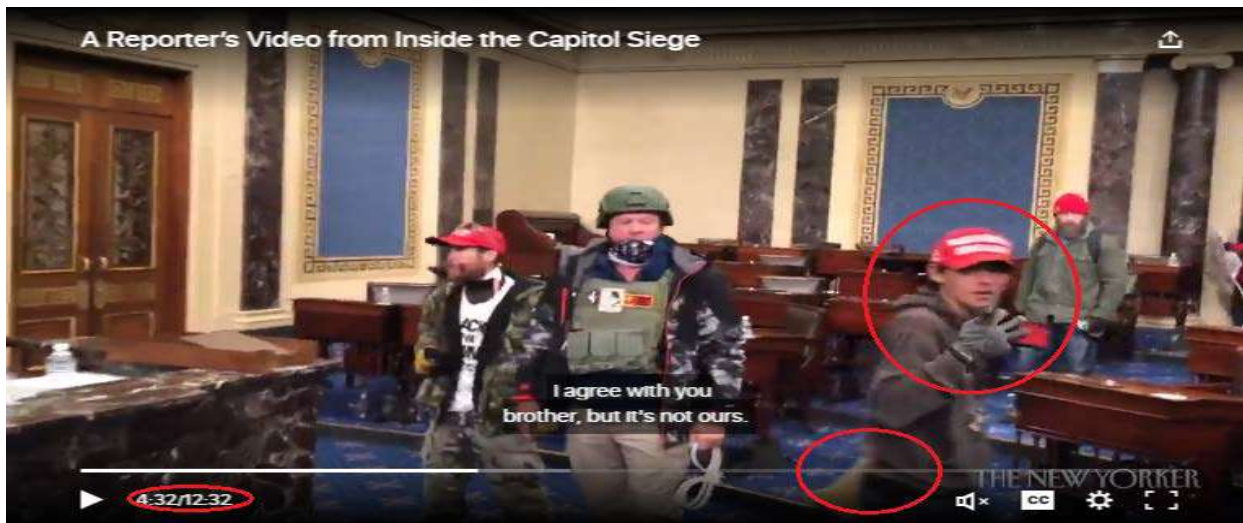 A Reporter's Video from Inside the Capitol Siege
I agree with you
brother, but it's not ours.
THE NEW YORKER
4:32/12:32
CC